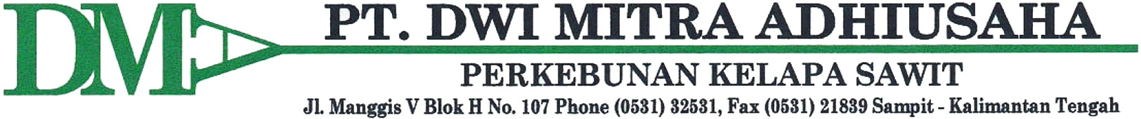 DMA PT. DWI MITRA ADHIUSAHA
PERKEBUNAN KELAPA SAWIT
Jl. Manggis V Blok H No. 107 Phone (0531) 32531, Fax (0531) 21839 Sampit - Kalimantan Tengah